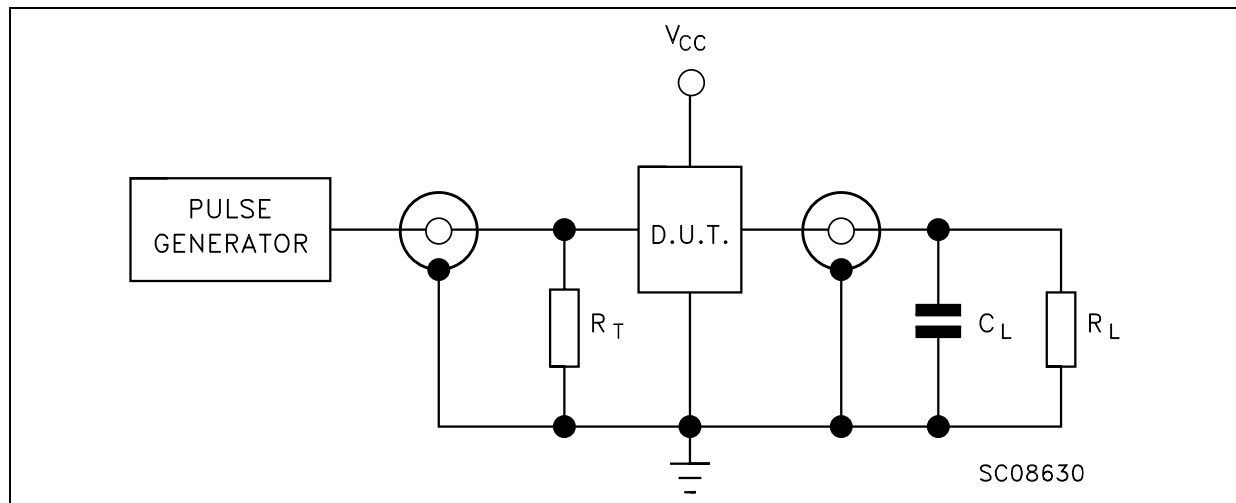 VCC
PULSE
GENERATOR
D.U.T.
RT
CL
RL
SC08630